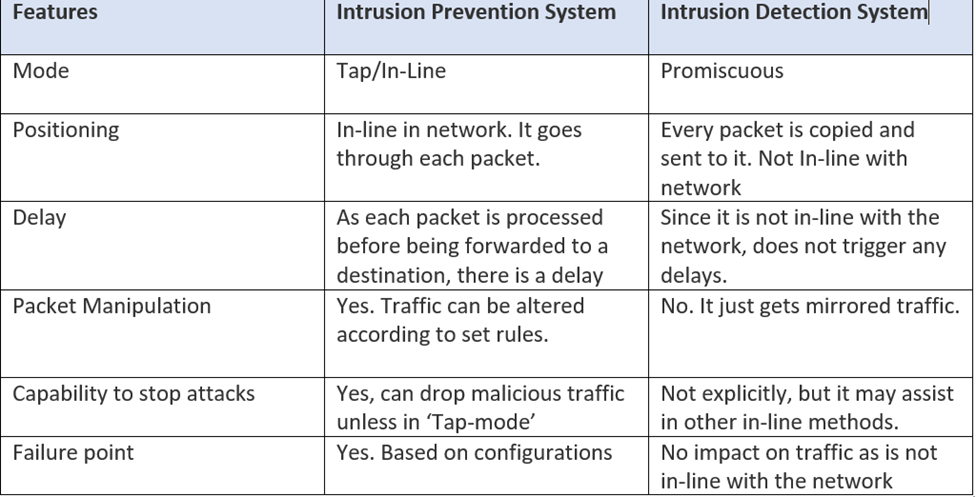 Features
Intrusion Prevention System
Intrusion Detection System
Mode
Tap/In-Line
Promiscuous
Positioning
In-line in network. It goes
through each packet.
Every packet is copied and
sent to it. Not In-line with
network
Delay
As each packet is processed
before being forwarded to a
destination, there is a delay
Since it is not in-line with the
network, does not trigger any
delays.
Packet Manipulation
Yes. Traffic can be altered
according to set rules.
No. It just gets mirrored traffic.
Capability to stop attacks
Yes, can drop malicious traffic
unless in ‘Tap-mode’
Not explicitly, but it may assist
in other in-line methods.
Failure point
Yes. Based on configurations
No impact on traffic as is not
in-line with the network